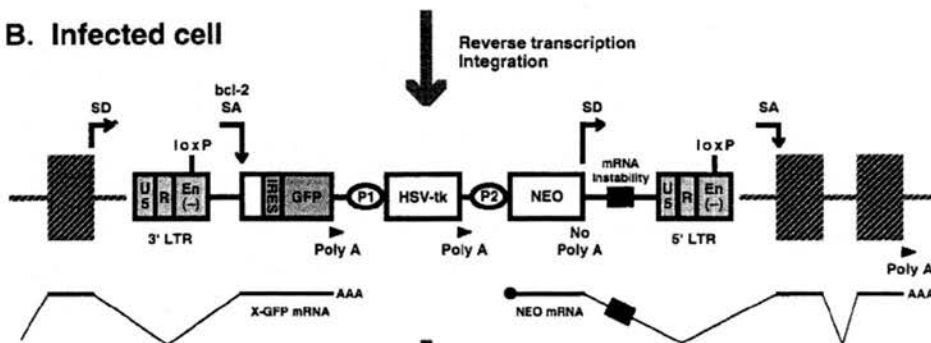 B. Infected cell
Reverse transcription
Integration
SD
bcl-2
SA
SD
SA
loxP
loxP
mRNA
Instability
U5
R
En
(-)
IRES
GFP
P1
HSV-tk
P2
NEO
U5
R
En
(-)
3' LTR
Poly A
Poly A
No
Poly A
5' LTR
Poly A
X-GFP mRNA
AAA
NEO mRNA
AAA